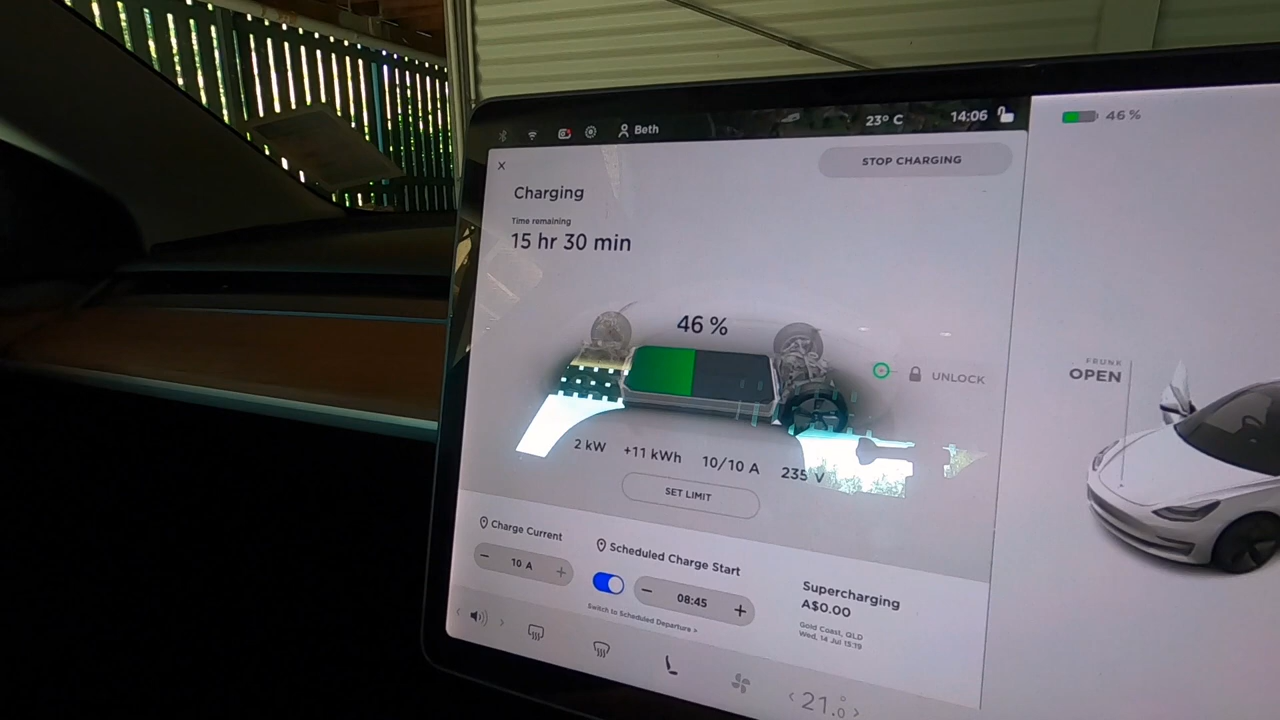 Beth
23° C
14:06
46 %
STOP CHARGING
Charging
Time remaining
15 hr 30 min
46 %
UNLOCK
FRUNK
OPEN
2 kW +11 kWh 10/10 A 235 V
SET LIMIT
Charge Current
− 10 A +
Scheduled Charge Start
− 08:45 +
Switch to Scheduled Departure >
Supercharging
A$0.00
Gold Coast, QLD
Wed, 14 Jul 15:19
< 21.0 >